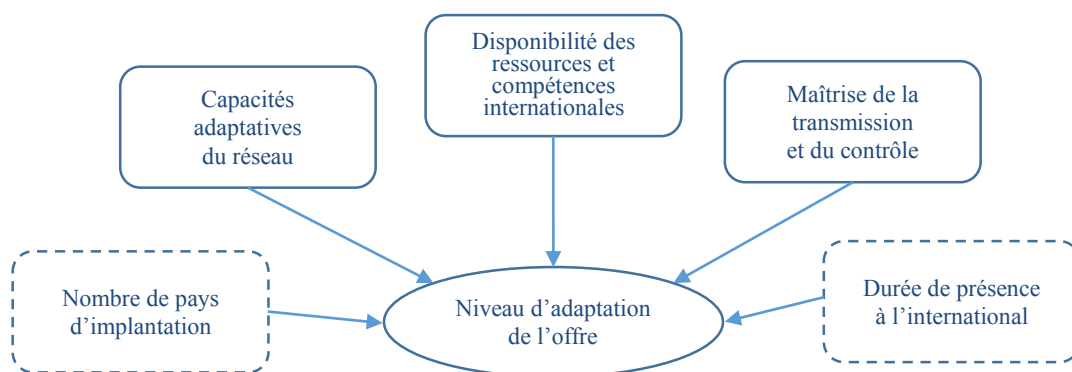 Capacités
adaptatives
du réseau
Disponibilité des
ressources et
compétences
internationales
Maîtrise de la
transmission
et du contrôle
Nombre de pays
d’implantation
Niveau d’adaptation
de l’offre
Durée de présence
à l’international